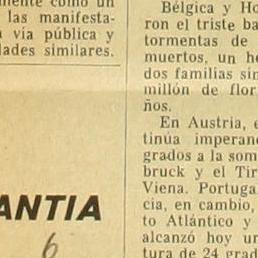 mente como un
las manifesta-
vía pública y
dades similares.
ANTIA
6
Bélgica y Ho
ron el triste ba
tormentas de
muertos, un he
dos familias sin
millón de flor
ños.
En Austria, e
tinúa imperand
grados a la som
bruck y el Tir
Viena. Portuga
cia, en cambio,
to Atlántico y
alcanzó hoy un
tura de 24 grad